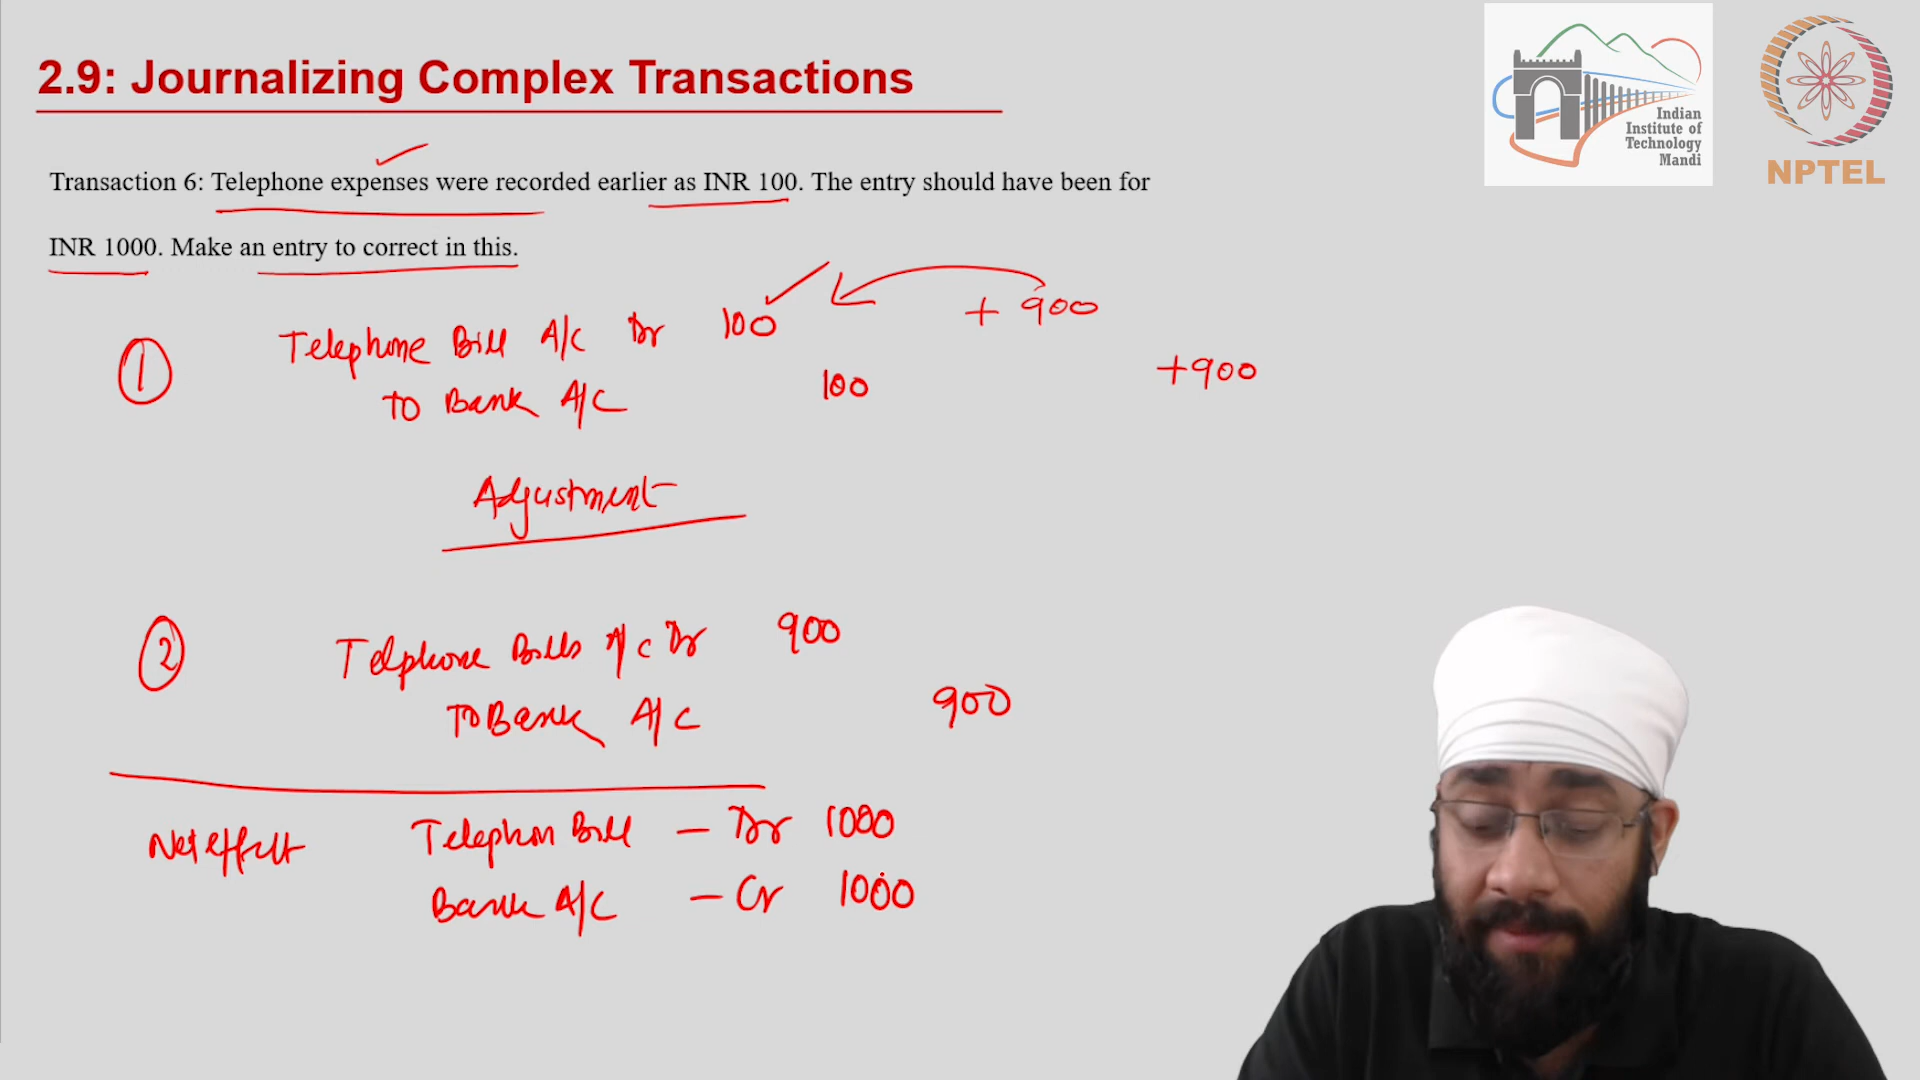 2.9: Journalizing Complex Transactions
Indian
Institute of
Technology
Mandi
NPTEL
Transaction 6: Telephone expenses were recorded earlier as INR 100. The entry should have been for
INR 1000. Make an entry to correct in this.
1 Telephone Bill A/C Dr 100 + 900
To Bank A/C 100 +900
Adjustment
2 Telphone Bills A/C Dr 900
To Bank A/C 900
Net effect Telephon Bill - Dr 1000
Bank A/C - Cr 1000